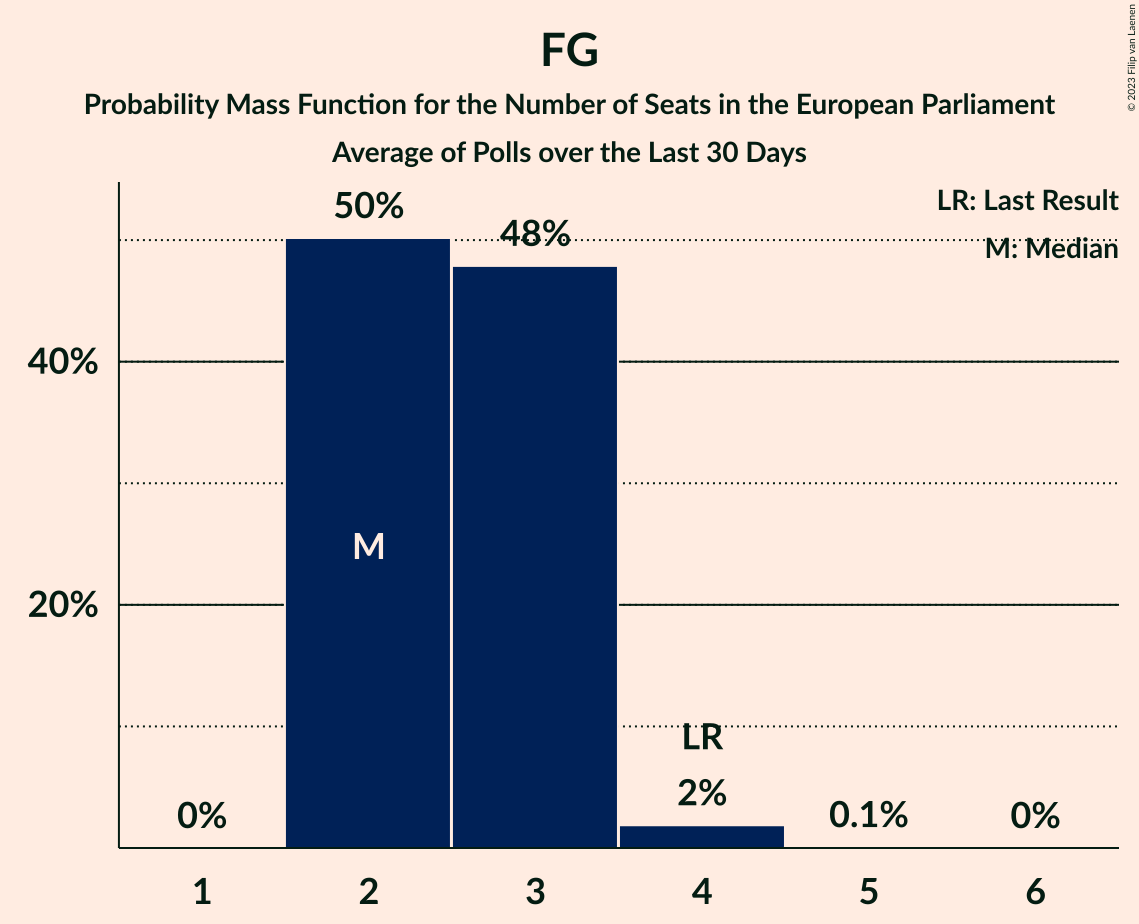 FG
Probability Mass Function for the Number of Seats in the European Parliament
Average of Polls over the Last 30 Days
© 2023 Filip van Laenen
LR: Last Result
M: Median
50%
48%
40%
M
20%
LR
0%
2%
0.1%
0%
1 2 3 4 5 6